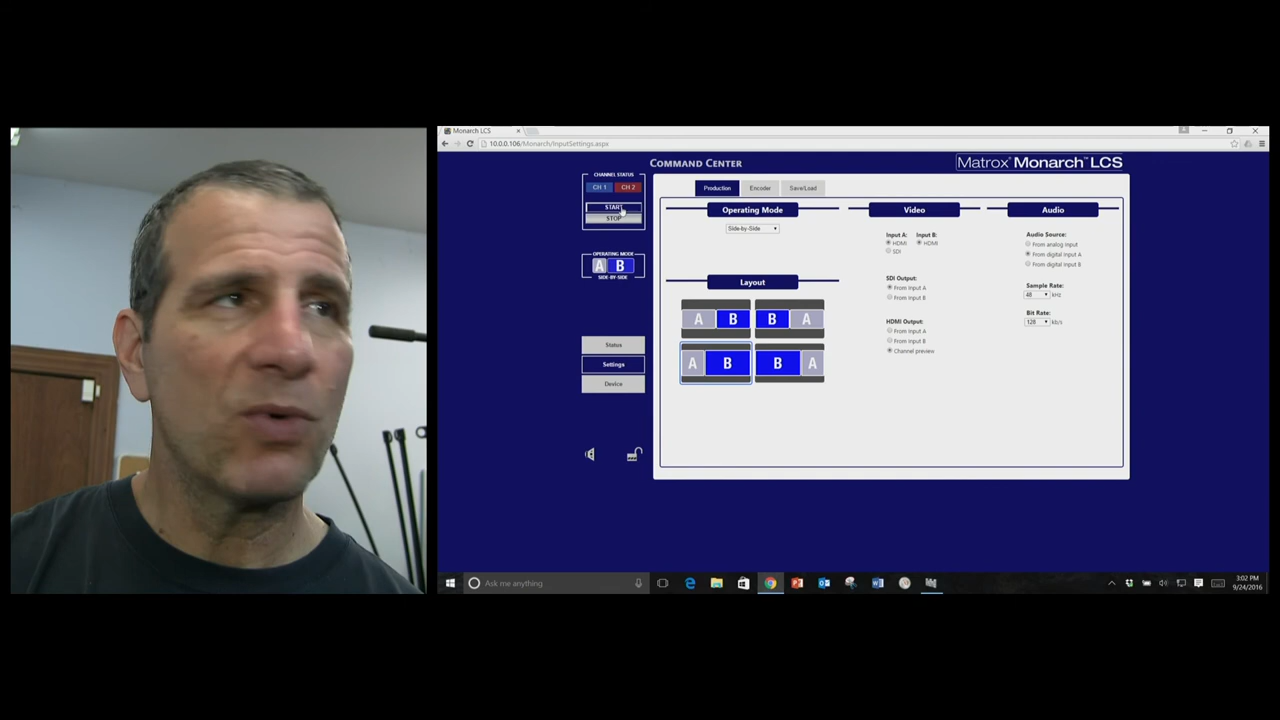 Monarch LCS
10.0.0.106/Monarch/InputSettings.aspx
COMMAND CENTER
Matrox® Monarch™ LCS
CHANNEL STATUS
CH 1 CH 2
START
STOP
OPERATING MODE
A B
SIDE-BY-SIDE
Status
Settings
Device
Production Encoder Save/Load
Operating Mode
Side-by-Side
Layout
A B B A
A B B A
Video
Input A: Input B:
HDMI HDMI
SDI
SDI Output:
From input A
From input B
HDMI Output:
From input A
From input B
Channel preview
Audio
Audio Source:
From analog input
From digital input A
From digital input B
Sample Rate:
48 kHz
Bit Rate:
128 kb/s
Ask me anything
3:02 PM
9/24/2016